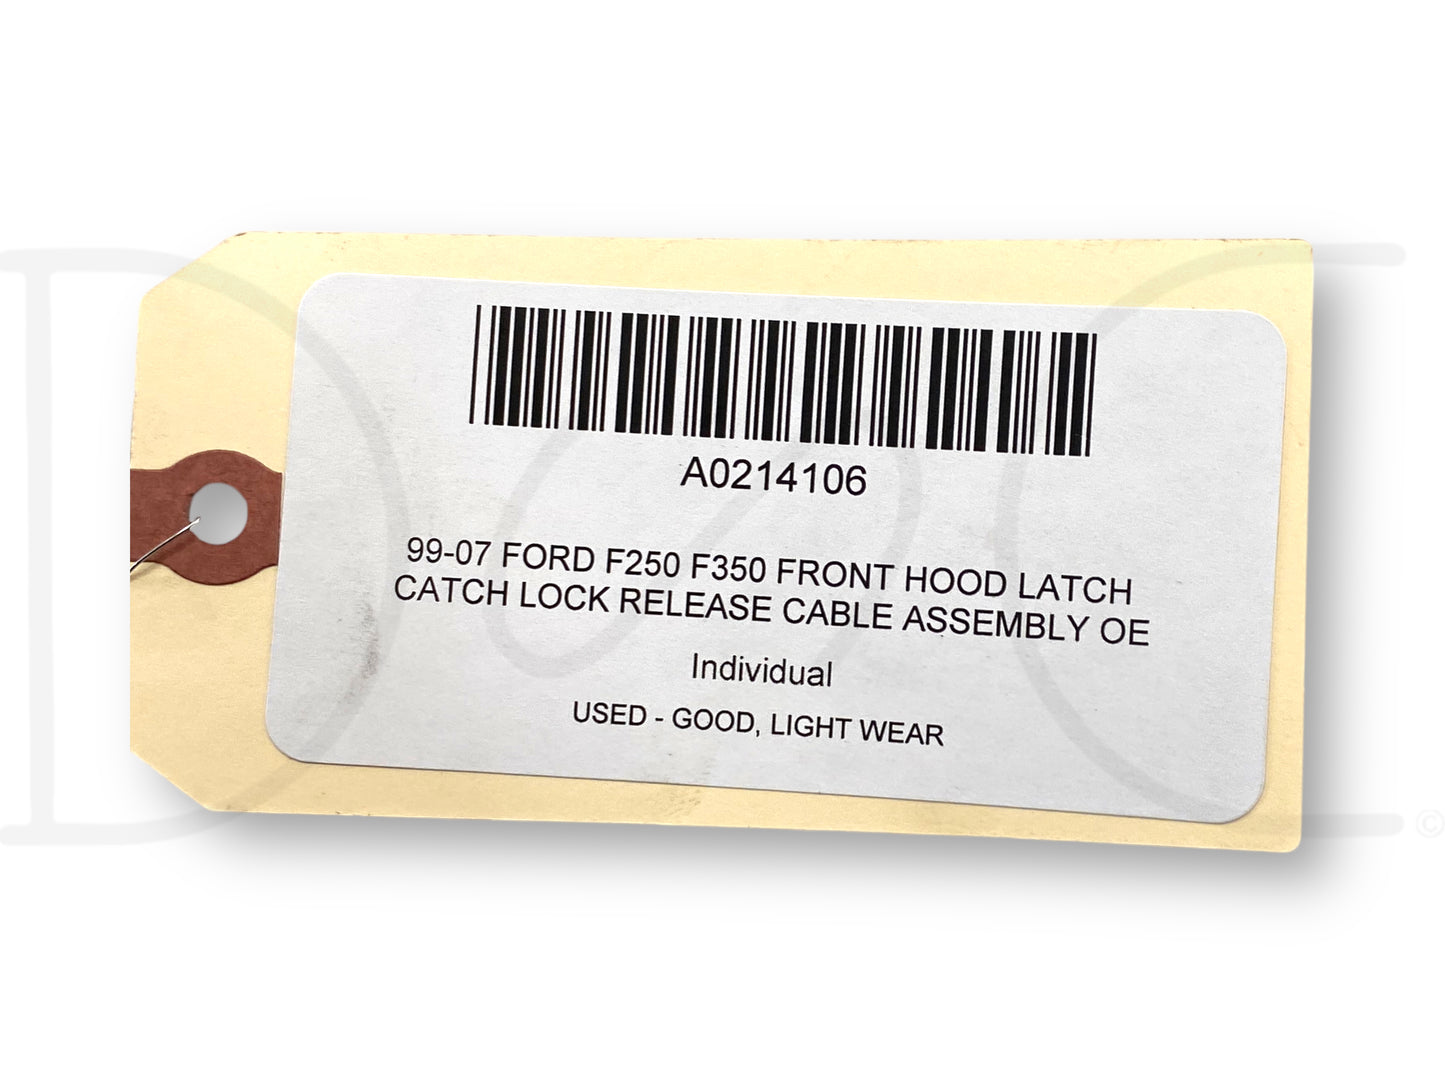 A0214106
99-07 FORD F250 F350 FRONT HOOD LATCH
CATCH LOCK RELEASE CABLE ASSEMBLY OE
Individual
USED - GOOD, LIGHT WEAR
©